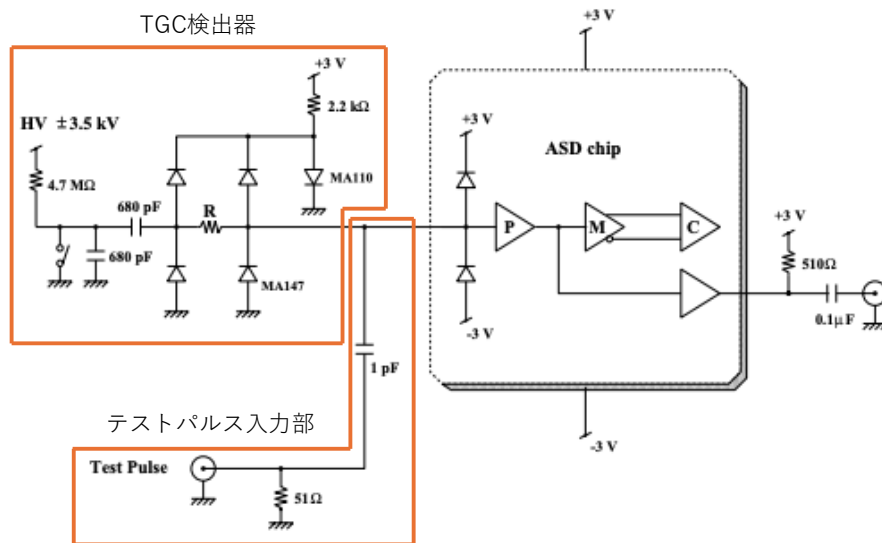 TGC検出器
+3 V
2.2 kΩ
HV ±3.5 kV
4.7 MΩ
MA110
680 pF
R
680 pF
MA147
+3 V
+3 V
ASD chip
P
M
C
+3 V
510Ω
0.1μF
-3 V
-3 V
1 pF
テストパルス入力部
Test Pulse
51Ω